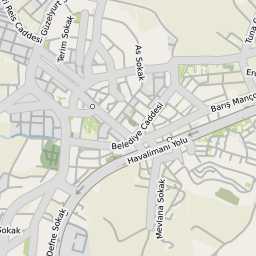 ri Reis Caddesi
Güzelyurt S
Terim Sokak
As Sokak
Tuna C
Er
Barış Manço
Belediye Caddesi
Havalimanı Yolu
Mevlana Sokak
Sokak
Defne Sokak